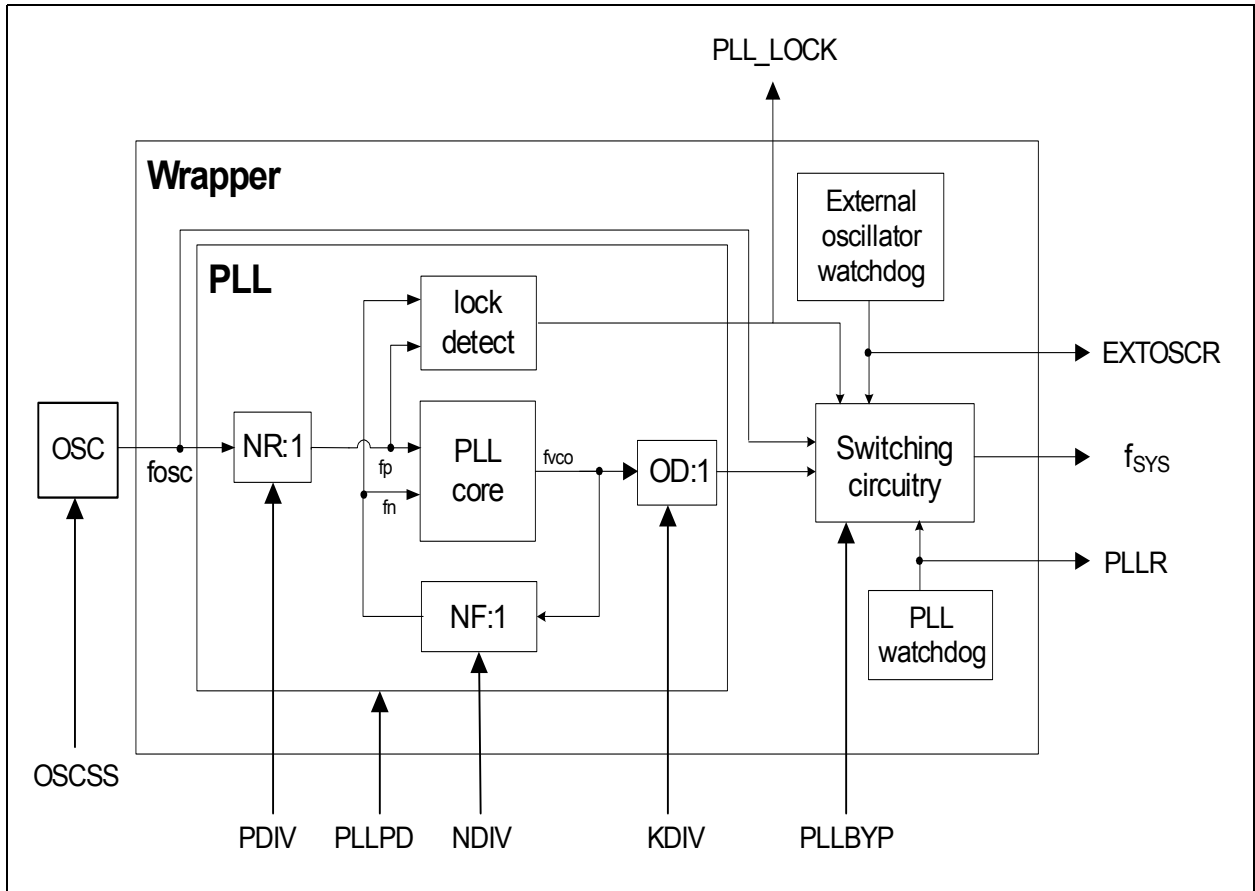 PLL_LOCK
Wrapper
External
oscillator
watchdog
PLL
lock
detect
EXTOSCR
OSC
fosc
NR:1
fp
fn
PLL
core
fvco
OD:1
Switching
circuitry
fSYS
PLLR
NF:1
PLL
watchdog
OSCSS
PDIV
PLLPD
NDIV
KDIV
PLLBYP